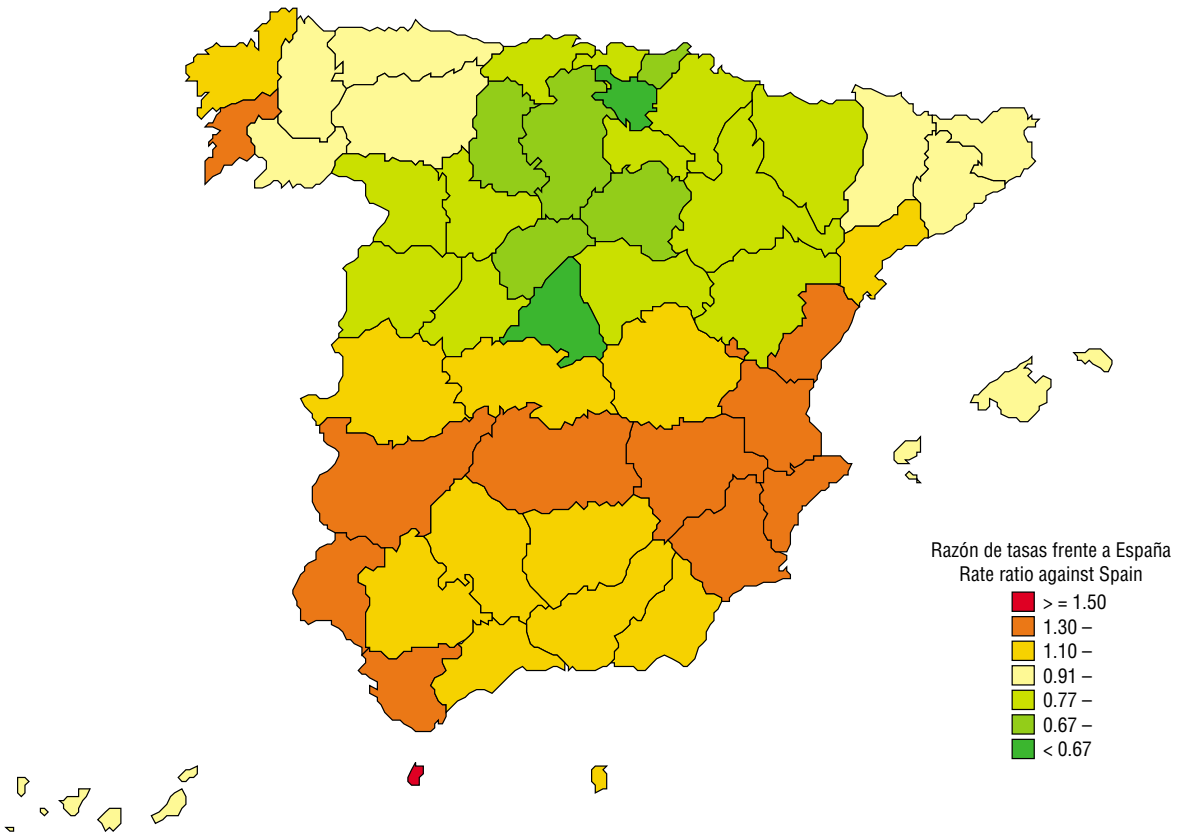 Razón de tasas frente a España
Rate ratio against Spain
> = 1.50
1.30 –
1.10 –
0.91 –
0.77 –
0.67 –
< 0.67